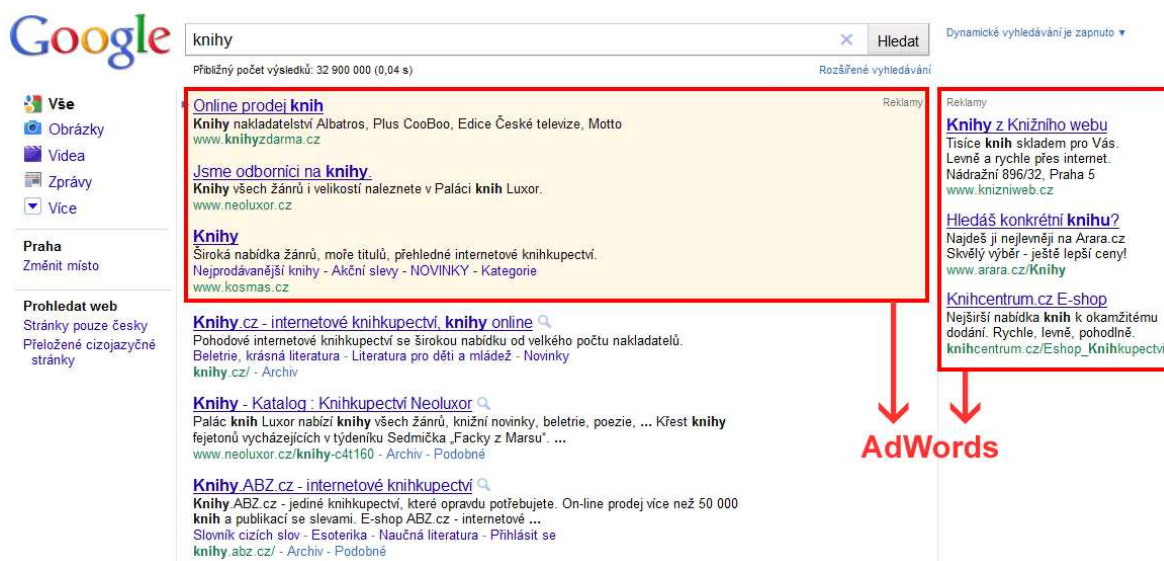 Google
knihy
Hledat
Dynamické vyhledávání je zapnuto ▼
Přibližný počet výsledků: 32 900 000 (0,04 s)
Rozšířené vyhledávání
Vše
Obrázky
Videa
Zprávy
Více
Praha
Změnit místo
Prohledat web
Stránky pouze česky
Přeložené cizojazyčné
stránky
Reklamy
Online prodej knih
Knihy nakladatelství Albatros, Plus CooBoo, Edice České televize, Motto
www.knihyzdarma.cz
Jsme odborníci na knihy.
Knihy všech žánrů i velikostí naleznete v Paláci knih Luxor.
www.neoluxor.cz
Knihy
Široká nabídka žánrů, moře titulů, přehledné internetové knihkupectví.
Nejprodávanější knihy - Akční slevy - NOVINKY - Kategorie
www.kosmas.cz
Knihy.cz - internetové knihkupectví, knihy online
Pohodové internetové knihkupectví se širokou nabídku od velkého počtu nakladatelů.
Beletrie, krásná literatura - Literatura pro děti a mládež - Novinky
knihy.cz/ - Archiv
Knihy - Katalog : Knihkupectví Neoluxor
Palác knih Luxor nabízí knihy všech žánrů, knižní novinky, beletrie, poezie, ... Křest knihy
fejetonů vycházejících v týdeníku Sedmička „Facky z Marsu“. ...
www.neoluxor.cz/knihy-c4t160 - Archiv - Podobné
Knihy.ABZ.cz - internetové knihkupectví
Knihy.ABZ.cz - jediné knihkupectví, které opravdu potřebujete. On-line prodej více než 50 000
knih a publikací se slevami. E-shop ABZ.cz - internetové ...
Slovník cizích slov - Esoterika - Naučná literatura - Přihlásit se
knihy.abz.cz/ - Archiv - Podobné
Reklamy
Knihy z Knižního webu
Tisíce knih skladem pro Vás.
Levně a rychle přes internet.
Nádražní 896/32, Praha 5
www.knizniweb.cz
Hledáš konkrétní knihu?
Najdeš ji nejlevněji na Arara.cz
Skvělý výběr - ještě lepší ceny!
www.arara.cz/Knihy
Knihcentrum.cz E-shop
Nejširší nabídka knih k okamžitému
dodání. Rychle, levně, pohodlně.
knihcentrum.cz/Eshop_Knihkupectví
AdWords